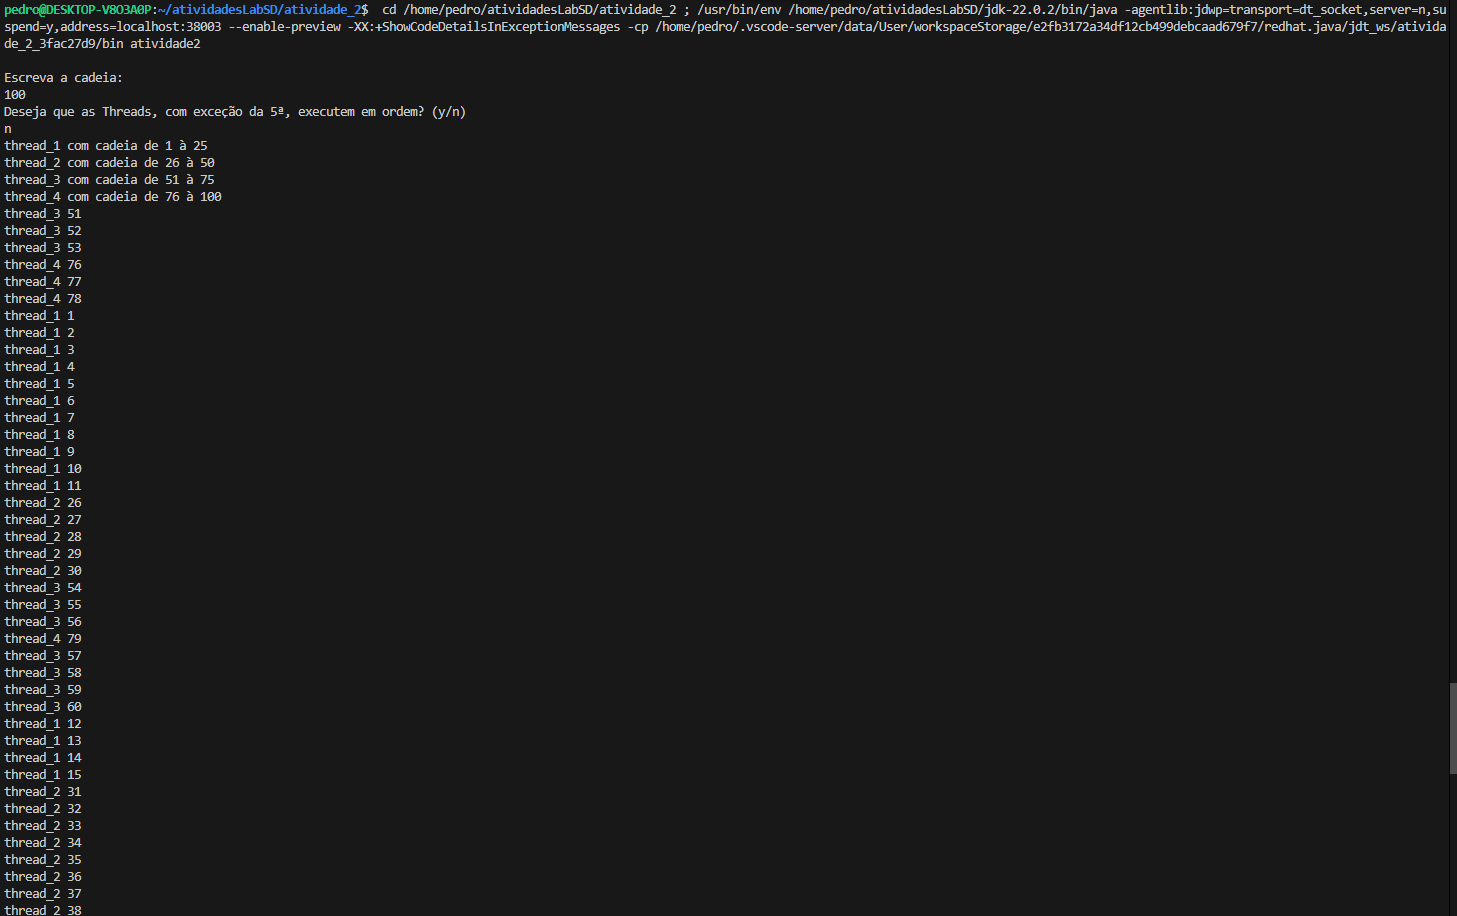 pedro@DESKTOP-V8O3A0P:~/atividadesLabSD/atividade_2$  cd /home/pedro/atividadesLabSD/atividade_2 ; /usr/bin/env /home/pedro/atividadesLabSD/jdk-22.0.2/bin/java -agentlib:jdwp=transport=dt_socket,server=n,su
spend=y,address=localhost:38003 --enable-preview -XX:+ShowCodeDetailsInExceptionMessages -cp /home/pedro/.vscode-server/data/User/workspaceStorage/e2fb3172a34df12cb499debcaad679f7/redhat.java/jdt_ws/ativida
de_2_3fac27d9/bin atividade2
Escreva a cadeia:
100
Deseja que as Threads, com exceção da 5ª, executem em ordem? (y/n)
n
thread_1 com cadeia de 1 à 25
thread_2 com cadeia de 26 à 50
thread_3 com cadeia de 51 à 75
thread_4 com cadeia de 76 à 100
thread_3 51
thread_3 52
thread_3 53
thread_4 76
thread_4 77
thread_4 78
thread_1 1
thread_1 2
thread_1 3
thread_1 4
thread_1 5
thread_1 6
thread_1 7
thread_1 8
thread_1 9
thread_1 10
thread_1 11
thread_2 26
thread_2 27
thread_2 28
thread_2 29
thread_2 30
thread_3 54
thread_3 55
thread_3 56
thread_4 79
thread_3 57
thread_3 58
thread_3 59
thread_3 60
thread_1 12
thread_1 13
thread_1 14
thread_1 15
thread_2 31
thread_2 32
thread_2 33
thread_2 34
thread_2 35
thread_2 36
thread_2 37
thread_2 38